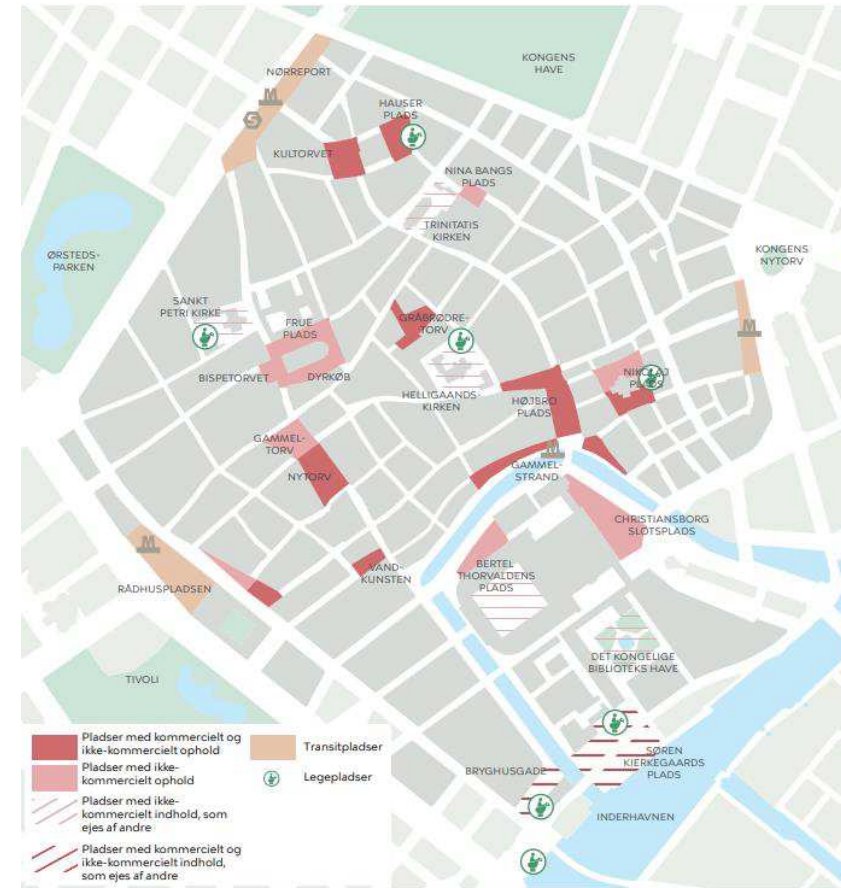 NØRREPORT
KONGENS
HAVE
M
S
HAUSER
PLADS
KULTORVET
NINA BANGS
PLADS
TRINITATIS
KIRKEN
ØRSTEDS-
PARKEN
KONGENS
NYTORV
SANKT
PETRI KIRKE
FRUE
PLADS
GRÅBRØDRE-
TORV
M
BISPETORVET
DYRKØB
HELLIGAANDS-
KIRKEN
NIKOLAJ
PLADS
HØJBRO
PLADS
GAMMEL-
TORV
NYTORV
M
GAMMEL-
STRAND
CHRISTIANSBORG
SLOTSPLADS
M
RÅDHUSPLADSEN
VAND-
KUNSTEN
BERTEL
THORVALDENS
PLADS
DET KONGELIGE
BIBLIOTEKS HAVE
TIVOLI
SØREN
KIERKEGAARDS
PLADS
BRYGHUSGADE
INDERHAVNEN
Pladser med kommercielt og
ikke-kommercielt ophold
Pladser med ikke-
kommercielt ophold
Pladser med ikke-
kommercielt indhold, som
ejes af andre
Pladser med kommercielt og
ikke-kommercielt indhold,
som ejes af andre
Transitpladser
Legepladser